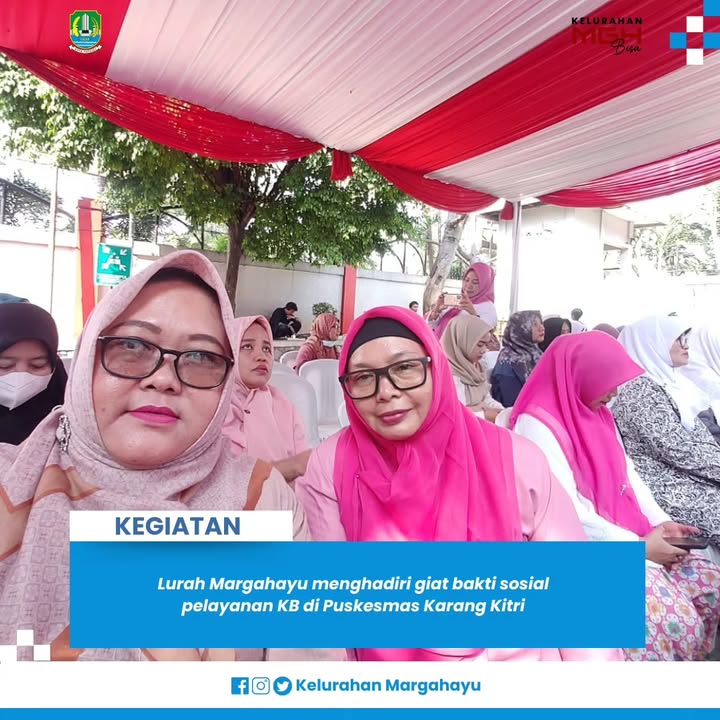 KELURAHAN
MGH
Bisa
KEGIATAN
Lurah Margahayu menghadiri giat bakti sosial
pelayanan KB di Puskesmas Karang Kitri
Kelurahan Margahayu